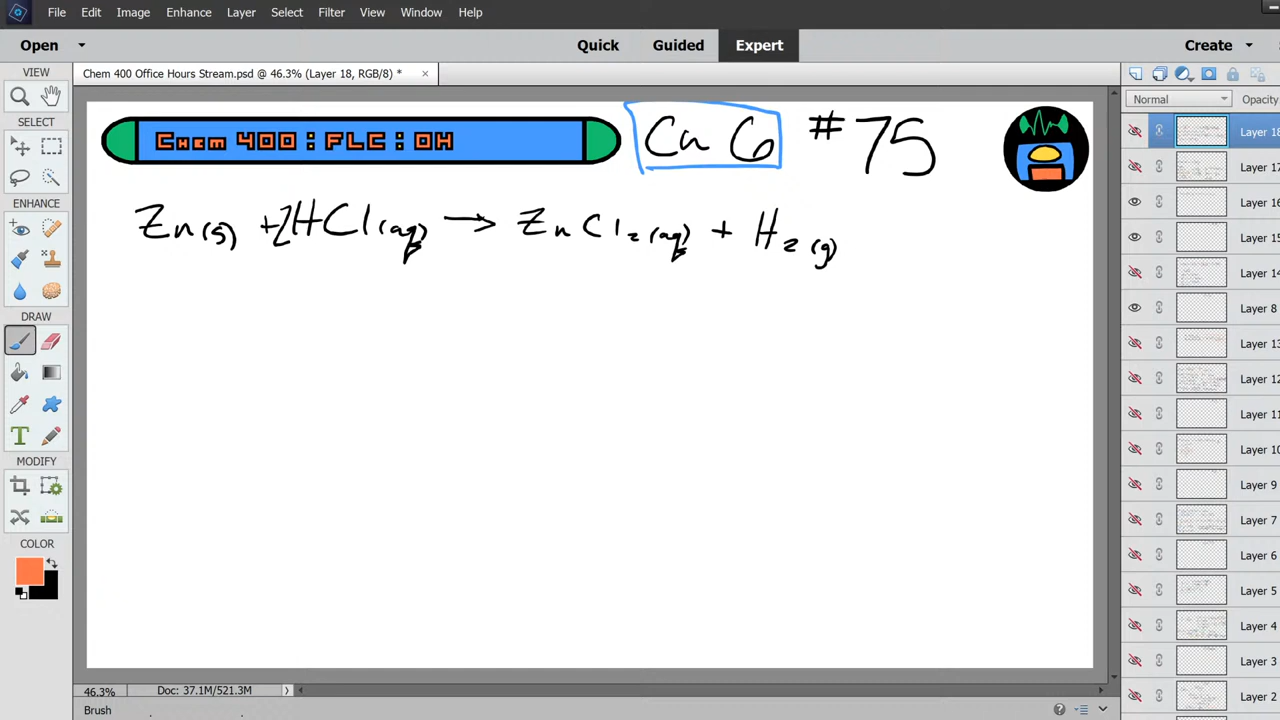 File Edit Image Enhance Layer Select Filter View Window Help
Open Quick Guided Expert Create
Chem 400 Office Hours Stream.psd @ 46.3% (Layer 18, RGB/8) * ×
VIEW
SELECT
ENHANCE
DRAW
MODIFY
COLOR
Chem 400:FLC:OH
Ch 6 #75
Zn(s) + 2HCl(aq) → ZnCl₂(aq) + H₂(g)
Normal Opacity
Layer 18
Layer 17
Layer 16
Layer 15
Layer 14
Layer 8
Layer 13
Layer 12
Layer 11
Layer 10
Layer 9
Layer 7
Layer 6
Layer 5
Layer 4
Layer 3
Layer 2
46.3% Doc: 37.1M/521.3M
Brush